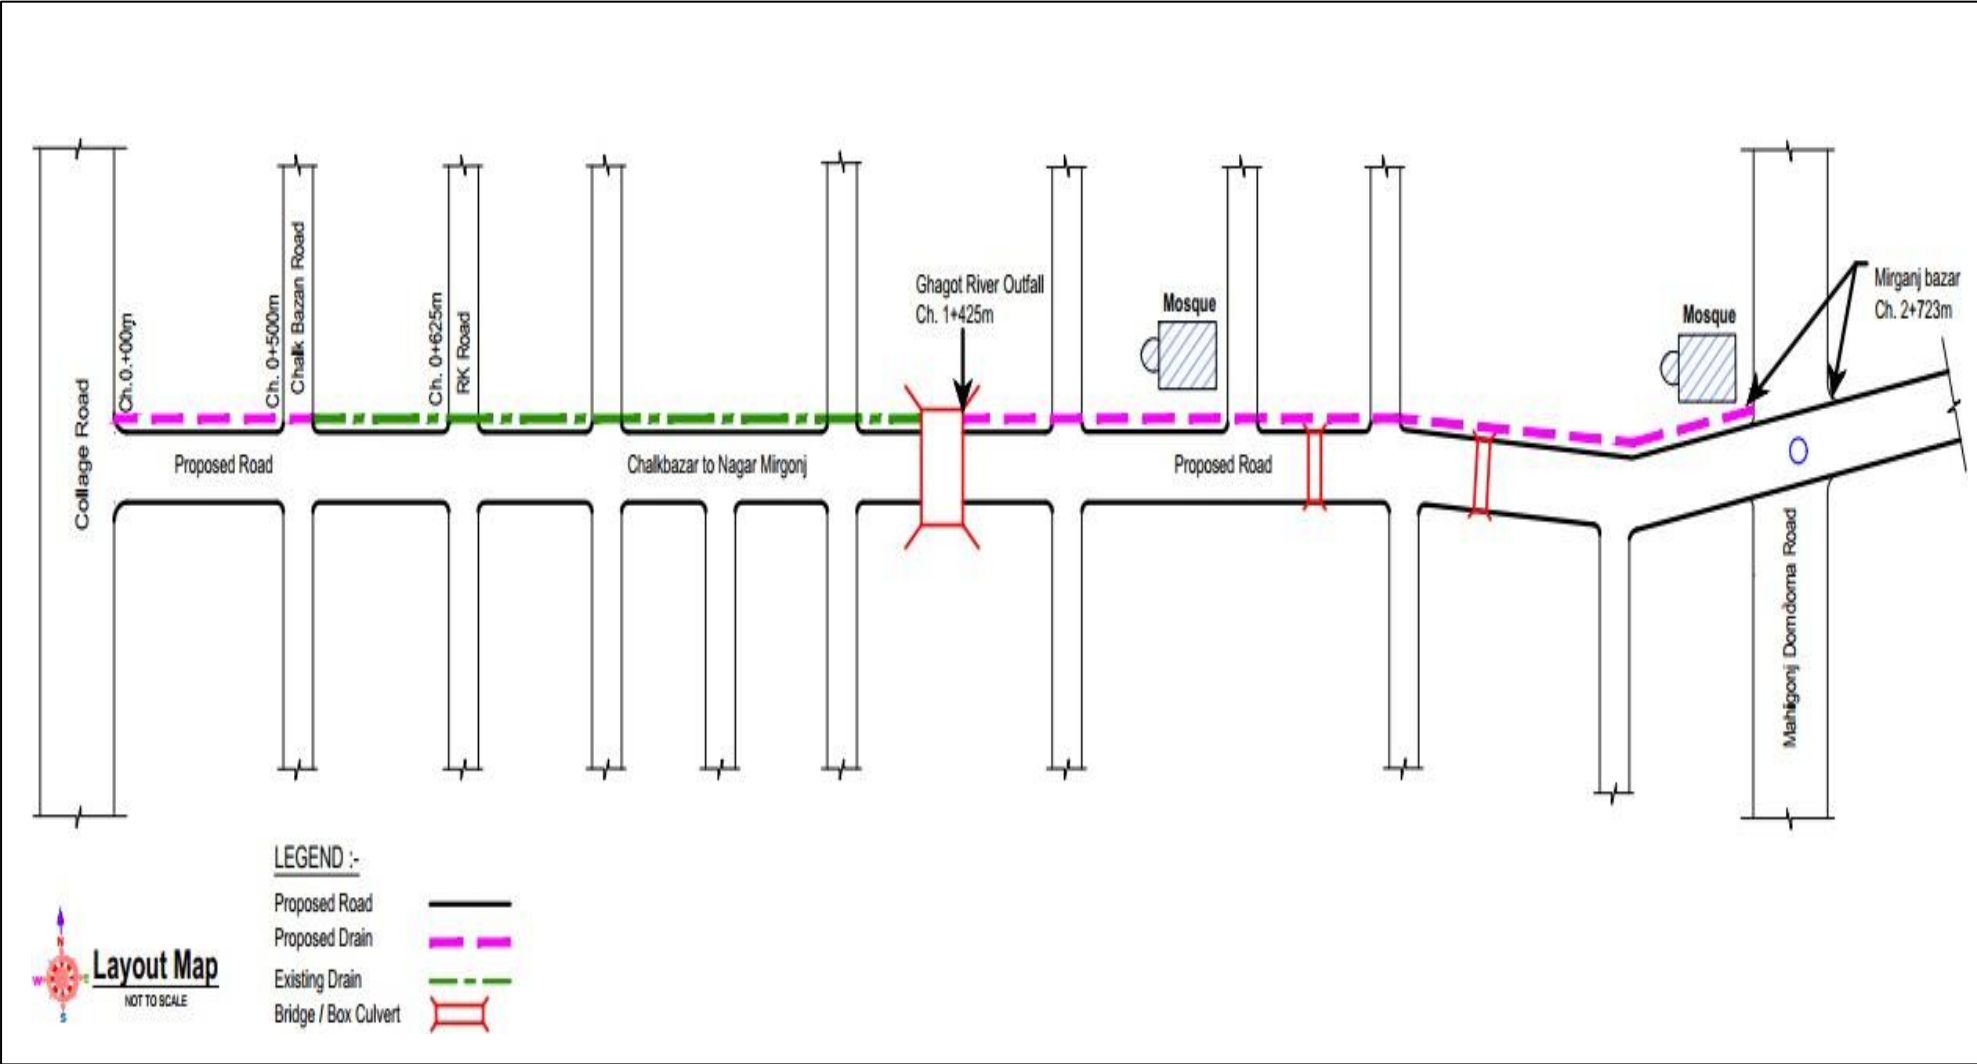 Collage Road
Ch.0.+00m
Ch. 0+500m
Chalk Bazan Road
Ch. 0+625m
RK Road
Ghagot River Outfall
Ch. 1+425m
Mosque
Mosque
Mirganj bazar
Ch. 2+723m
Proposed Road
Chalkbazar to Nagar Mirgonj
Proposed Road
Mahigonj Domdoma Road
LEGEND :-
Proposed Road
Proposed Drain
Existing Drain
Bridge / Box Culvert
N
W
E
S
Layout Map
NOT TO SCALE